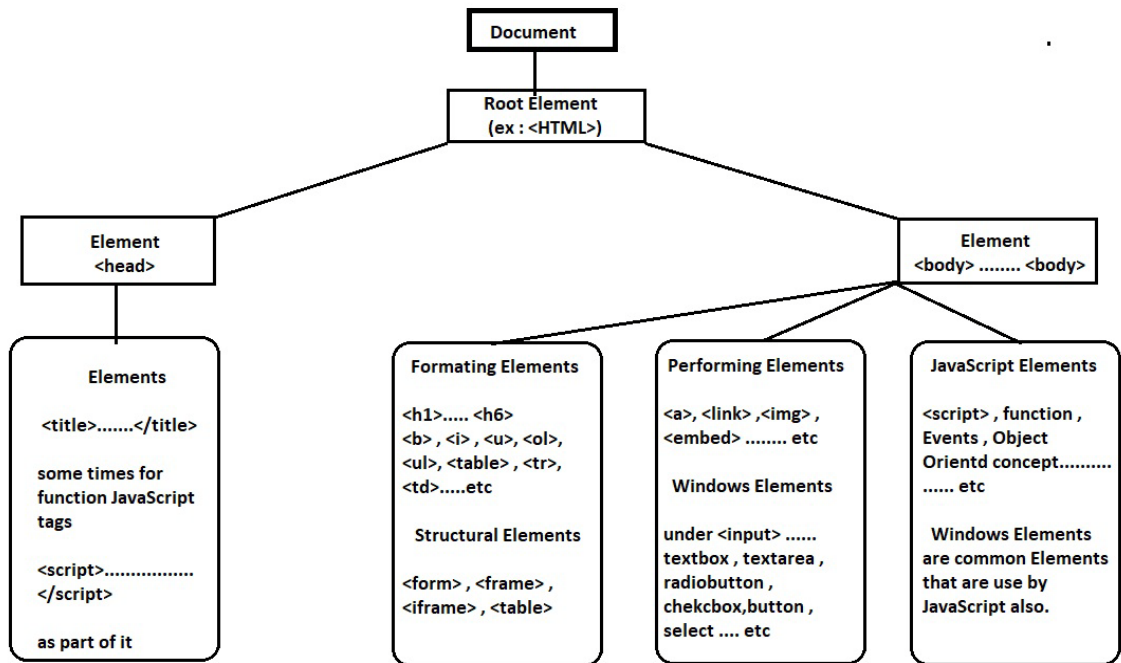 Document
Root Element
(ex : <HTML>)
Element
<head>
Element
<body> ........ <body>
Elements
<title>.......</title>
some times for
function JavaScript
tags
<script>.................
</script>
as part of it
Formating Elements
<h1>..... <h6>
<b> , <i> , <u>, <ol>,
<ul>, <table> , <tr>,
<td>.....etc
Structural Elements
<form> , <frame> ,
<iframe> , <table>
Performing Elements
<a>, <link> ,<img> ,
<embed> ........ etc
Windows Elements
under <input> ......
textbox , textarea ,
radiobutton ,
chekcbox,button ,
select .... etc
JavaScript Elements
<script> , function ,
Events , Object
Orientd concept..........
...... etc
Windows Elements
are common Elements
that are use by
JavaScript also.